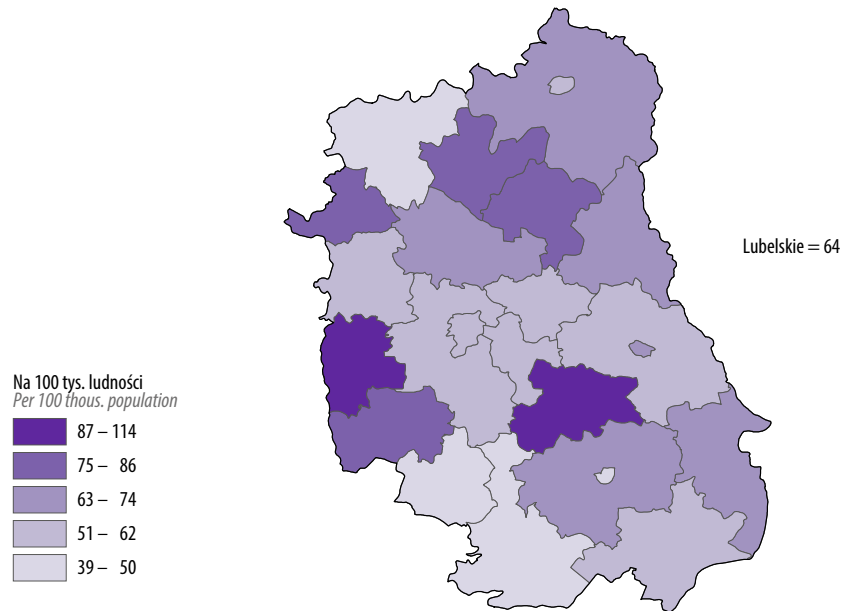 Lubelskie = 64
Na 100 tys. ludności
Per 100 thous. population
87 – 114
75 – 86
63 – 74
51 – 62
39 – 50